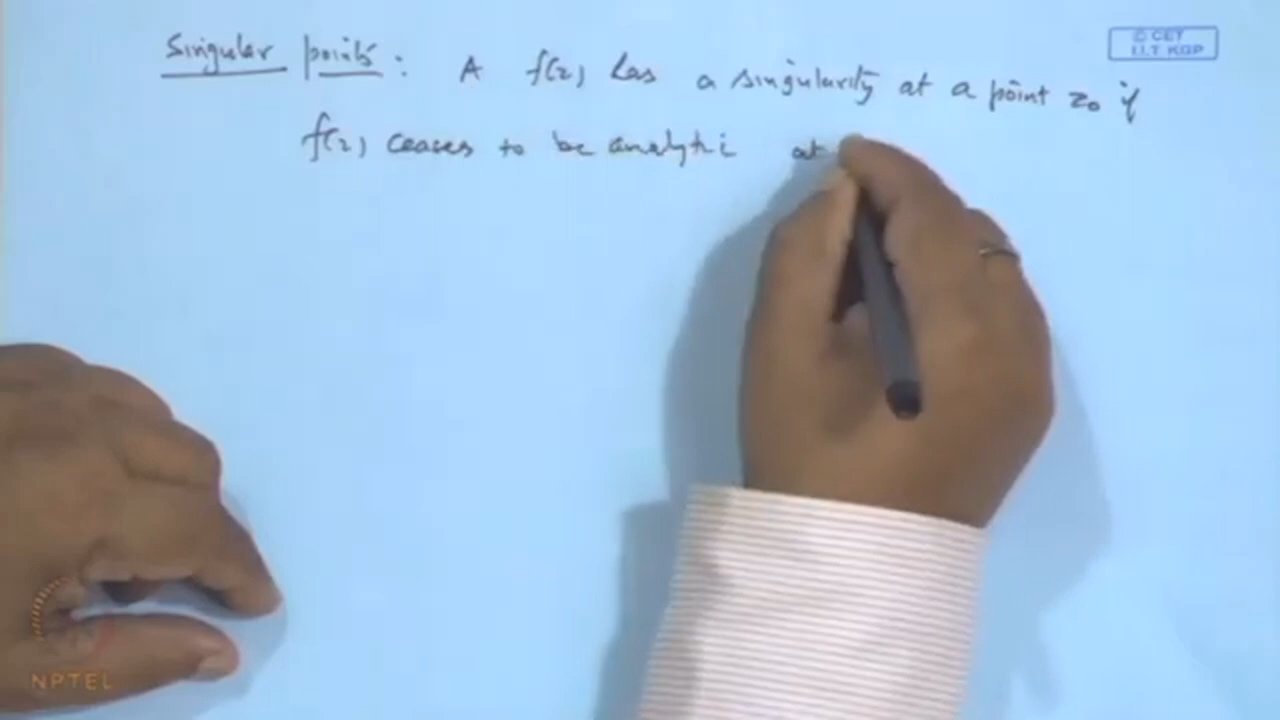 © CET
I.I.T KGP
Singular points : A f(z) has a singularity at a point z₀ if
f(z) ceases to be analytic at
NPTEL